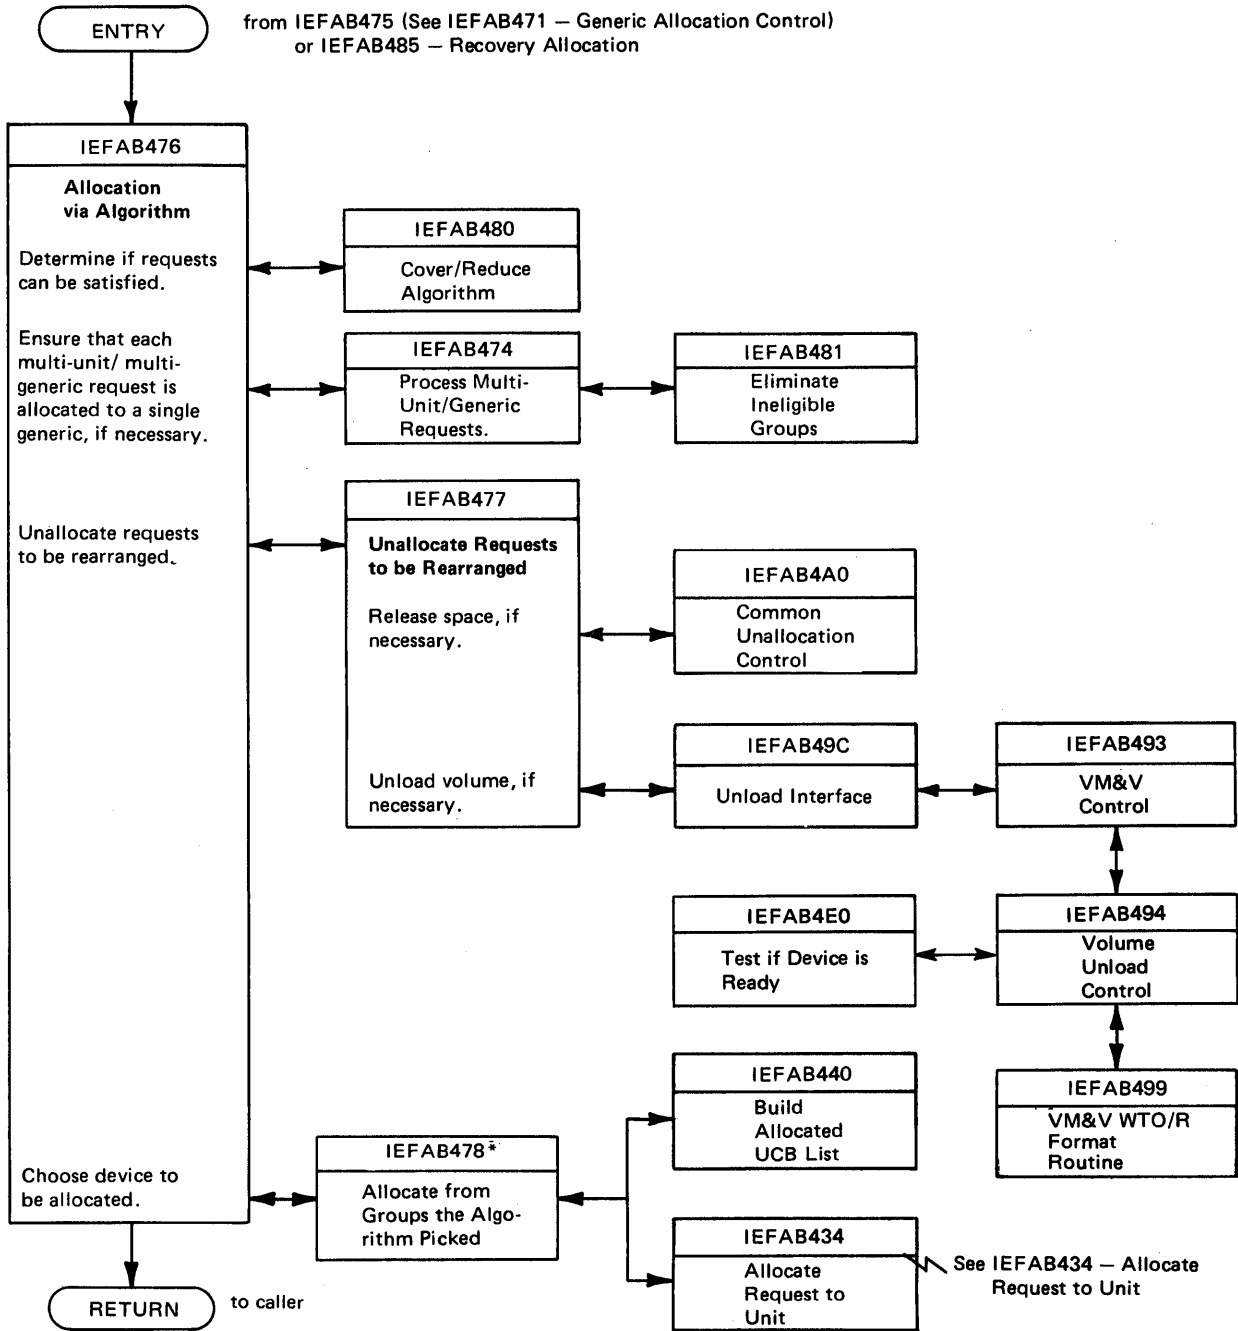 ENTRY
from IEFAB475 (See IEFAB471 — Generic Allocation Control)
or IEFAB485 — Recovery Allocation
IEFAB476
Allocation
via Algorithm
Determine if requests
can be satisfied.
IEFAB480
Cover/Reduce
Algorithm
Ensure that each
multi-unit/ multi-
generic request is
allocated to a single
generic, if necessary.
IEFAB474
Process Multi-
Unit/Generic
Requests.
IEFAB481
Eliminate
Ineligible
Groups
Unallocate requests
to be rearranged.
IEFAB477
Unallocate Requests
to be Rearranged
Release space, if
necessary.
IEFAB4A0
Common
Unallocation
Control
Unload volume, if
necessary.
IEFAB49C
Unload Interface
IEFAB493
VM&V
Control
IEFAB4E0
Test if Device is
Ready
IEFAB494
Volume
Unload
Control
IEFAB499
VM&V WTO/R
Format
Routine
Choose device to
be allocated.
IEFAB478*
Allocate from
Groups the Algo-
rithm Picked
IEFAB440
Build
Allocated
UCB List
IEFAB434
Allocate
Request to
Unit
See IEFAB434 — Allocate
Request to Unit
RETURN
to caller